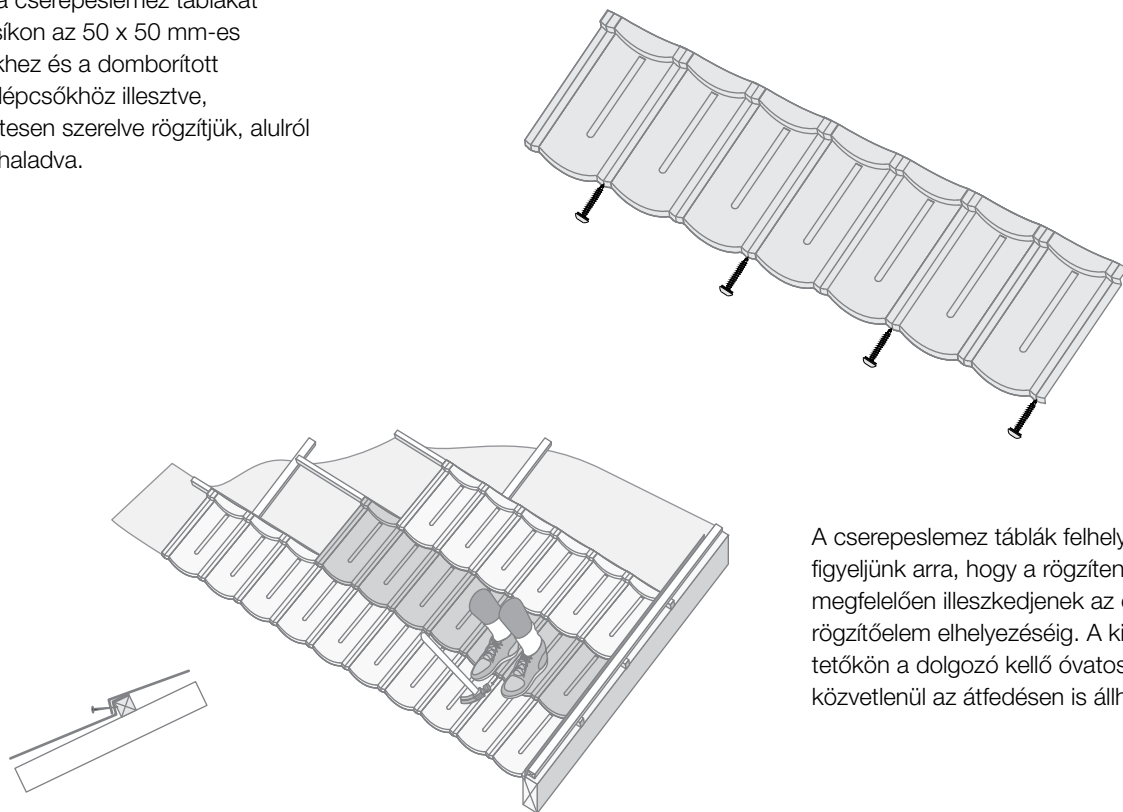 a cserepeslemez táblákat
síkon az 50 x 50 mm-es
khez és a domborított
lépcsőkhöz illesztve,
tesen szerelve rögzítjük, alulról
haladva.
A cserepeslemez táblák felhely
figyeljünk arra, hogy a rögzíten
megfelelően illeszkedjenek az
rögzítőelem elhelyezéséig. A ki
tetőkön a dolgozó kellő óvatos
közvetlenül az átfedésen is állh